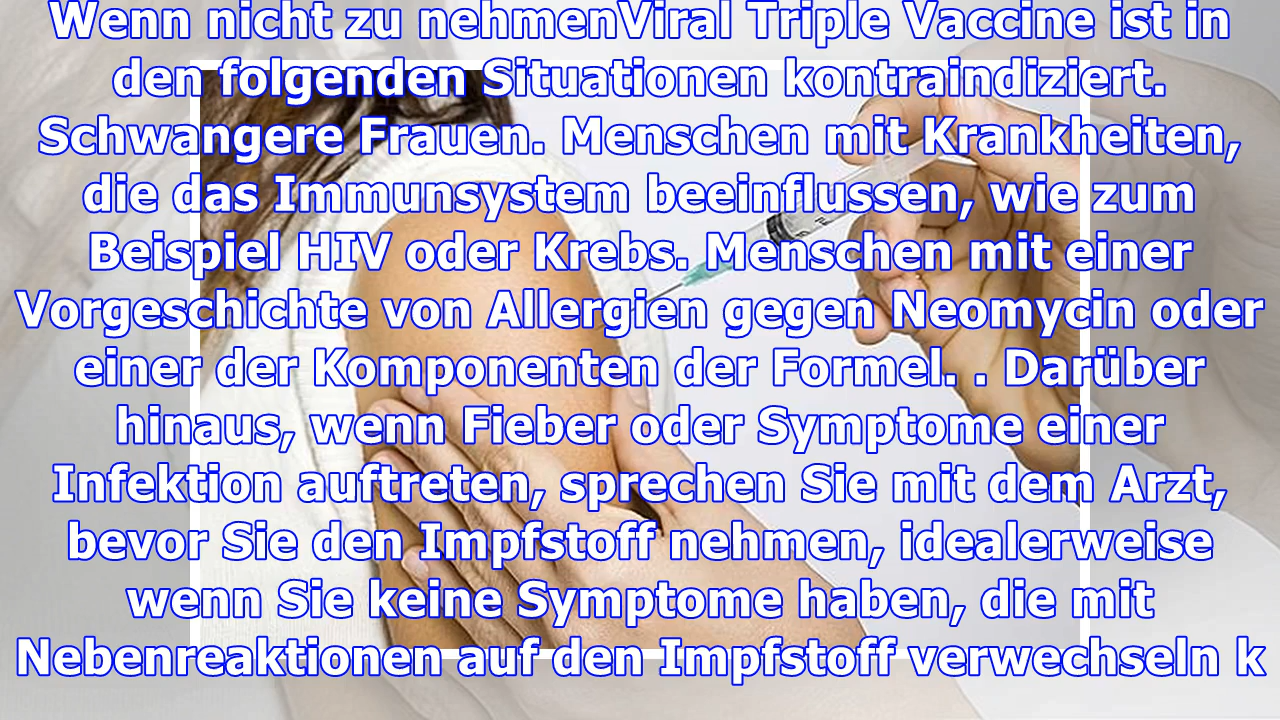 Wenn nicht zu nehmenViral Triple Vaccine ist in
den folgenden Situationen kontraindiziert.
Schwangere Frauen. Menschen mit Krankheiten,
die das Immunsystem beeinflussen, wie zum
Beispiel HIV oder Krebs. Menschen mit einer
Vorgeschichte von Allergien gegen Neomycin oder
einer der Komponenten der Formel. . Darüber
hinaus, wenn Fieber oder Symptome einer
Infektion auftreten, sprechen Sie mit dem Arzt,
bevor Sie den Impfstoff nehmen, idealerweise
wenn Sie keine Symptome haben, die mit
Nebenreaktionen auf den Impfstoff verwechseln k